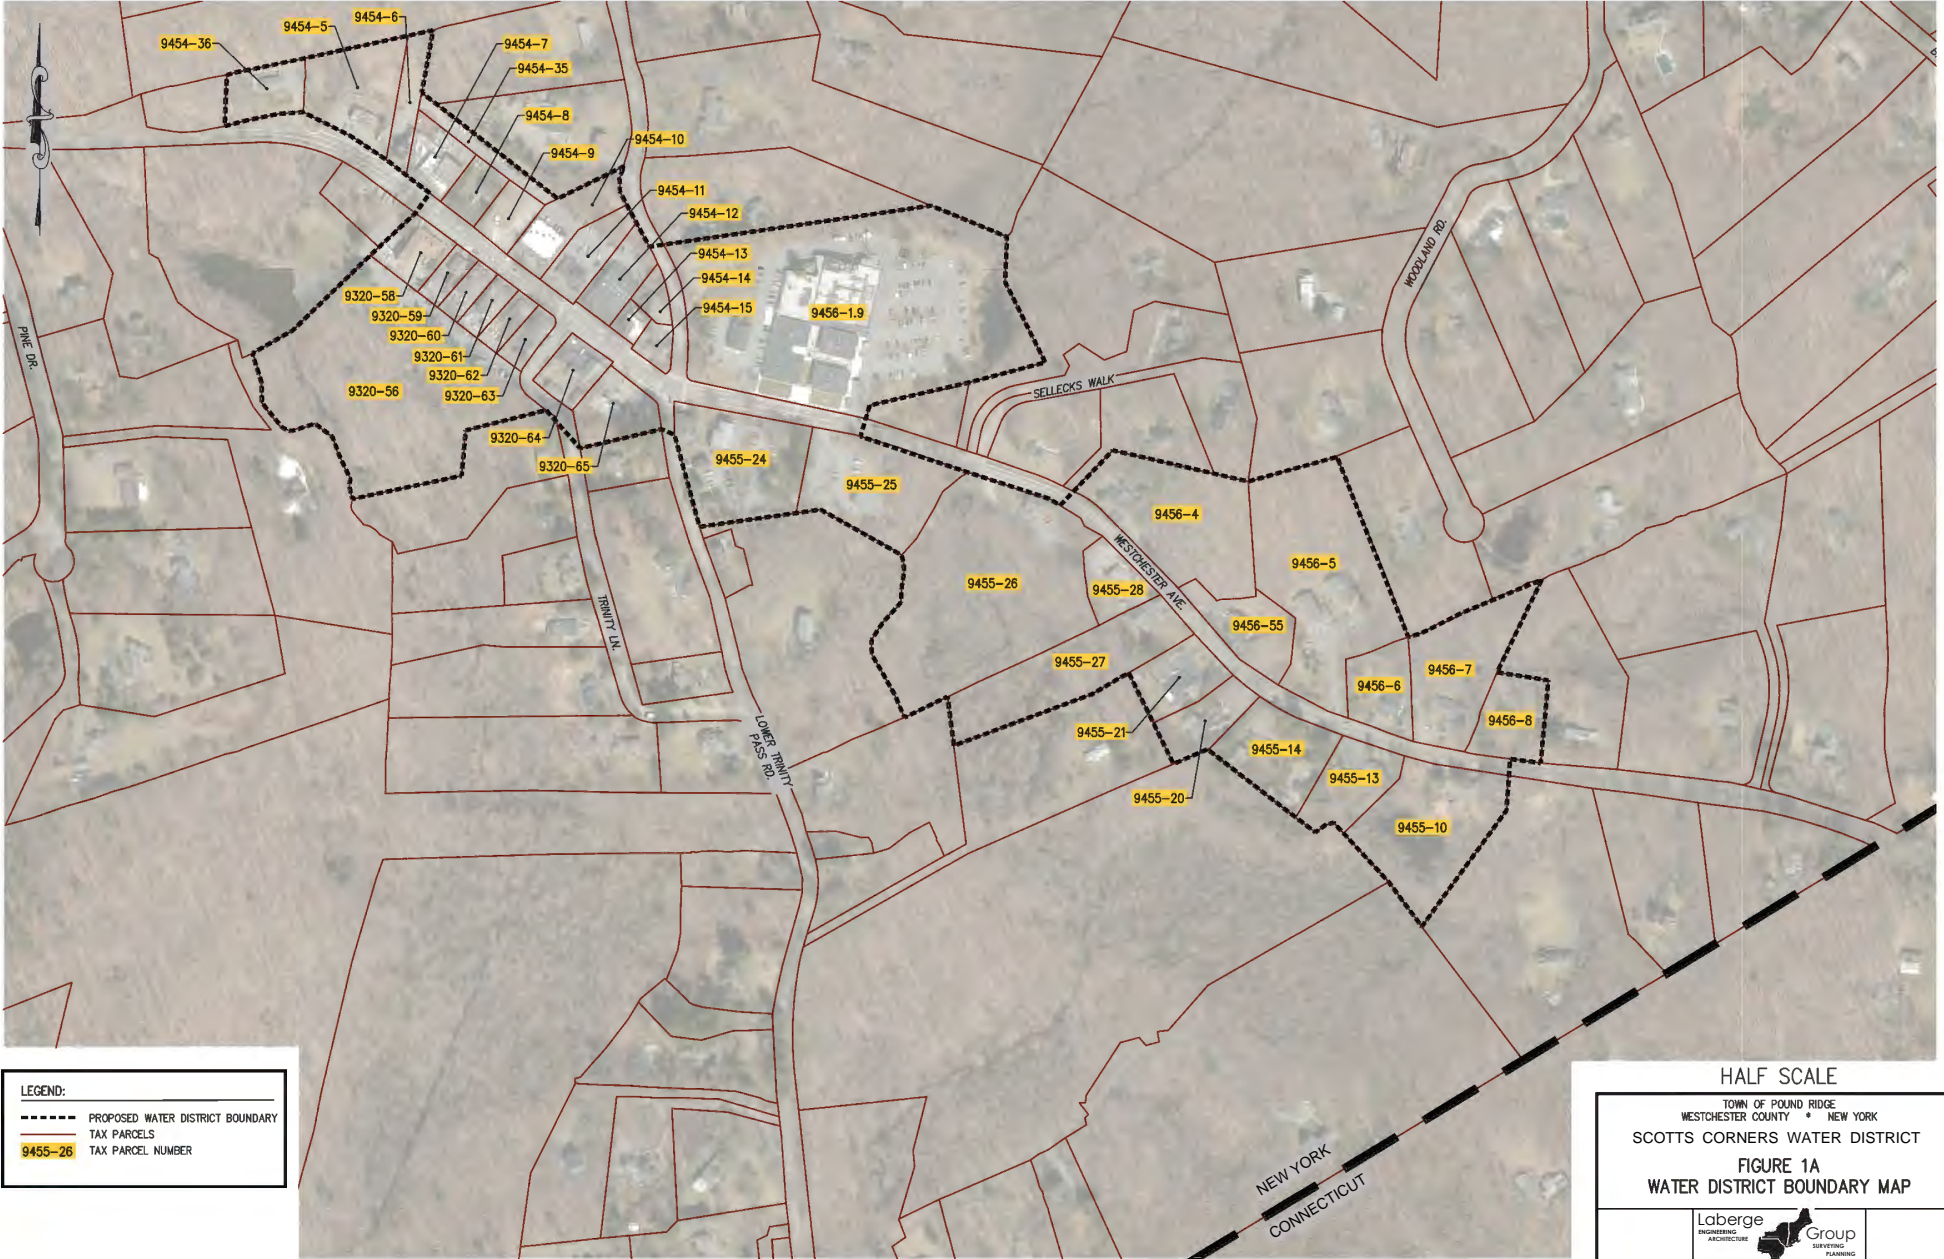 9454-6
9454-5
9454-36
9454-7
9454-35
9454-8
9454-10
9454-9
9454-11
9454-12
9454-13
9454-14
9454-15
9456-1.9
9320-58
9320-59
9320-60
9320-61
9320-62
9320-63
9320-56
9320-64
9320-65
PINE DR.
WOODLAND RD.
SELLECKS WALK
9455-24
9455-25
9456-4
WESTCHESTER AVE.
9456-5
9455-26
9455-28
9456-55
TRINITY LN.
9455-27
9456-7
9456-6
9456-8
9455-21
9455-14
LOWER TRINITY
PASS RD.
9455-13
9455-20
9455-10
NEW YORK
CONNECTICUT
LEGEND:
PROPOSED WATER DISTRICT BOUNDARY
TAX PARCELS
9455-26 TAX PARCEL NUMBER
HALF SCALE
TOWN OF POUND RIDGE
WESTCHESTER COUNTY * NEW YORK
SCOTTS CORNERS WATER DISTRICT
FIGURE 1A
WATER DISTRICT BOUNDARY MAP
Laberge
ENGINEERING
ARCHITECTURE
Group
SURVEYING
PLANNING